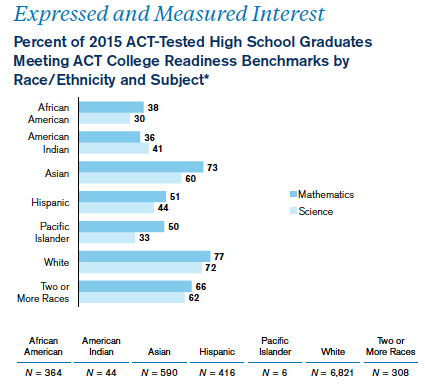 Expressed and Measured Interest
Percent of 2015 ACT-Tested High School Graduates
Meeting ACT College Readiness Benchmarks by
Race/Ethnicity and Subject*
African
American
38
30
American
Indian
36
41
Asian
73
60
Hispanic
51
44
Pacific
Islander
50
33
White
77
72
Two or
More Races
66
62
Mathematics
Science
African
American
American
Indian
Asian
Hispanic
Pacific
Islander
White
Two or
More Races
N = 364 N = 44 N = 590 N = 416 N = 6 N = 6,821 N = 308